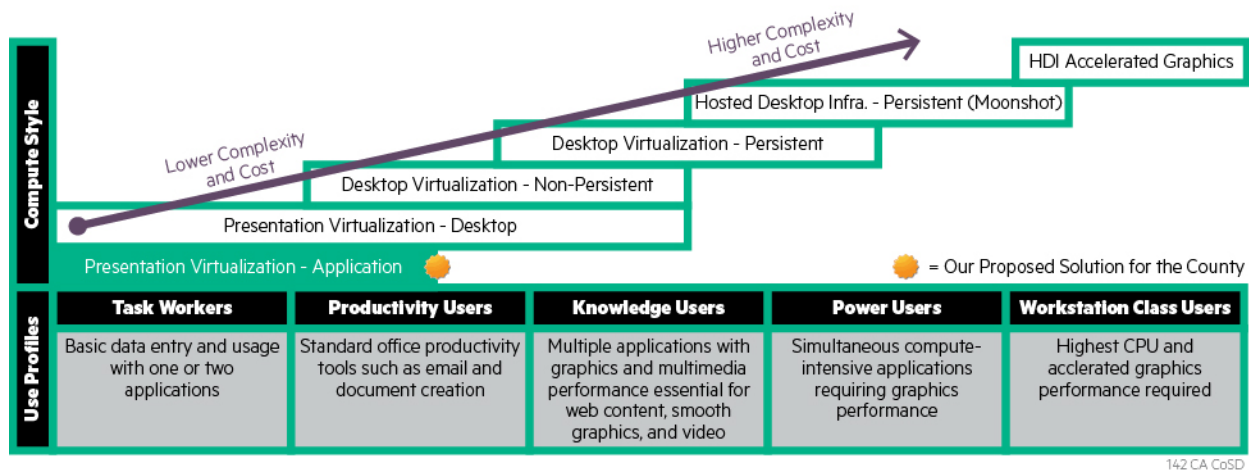 Compute Style
Higher Complexity
and Cost
HDI Accelerated Graphics
Hosted Desktop Infra. - Persistent (Moonshot)
Lower Complexity
and Cost
Desktop Virtualization - Persistent
Desktop Virtualization - Non-Persistent
Presentation Virtualization - Desktop
Presentation Virtualization - Application
= Our Proposed Solution for the County
Use Profiles
Task Workers
Basic data entry and usage
with one or two
applications
Productivity Users
Standard office productivity
tools such as email and
document creation
Knowledge Users
Multiple applications with
graphics and multimedia
performance essential for
web content, smooth
graphics, and video
Power Users
Simultaneous compute-
intensive applications
requiring graphics
performance
Workstation Class Users
Highest CPU and
acclerated graphics
performance required
142 CA CoSD